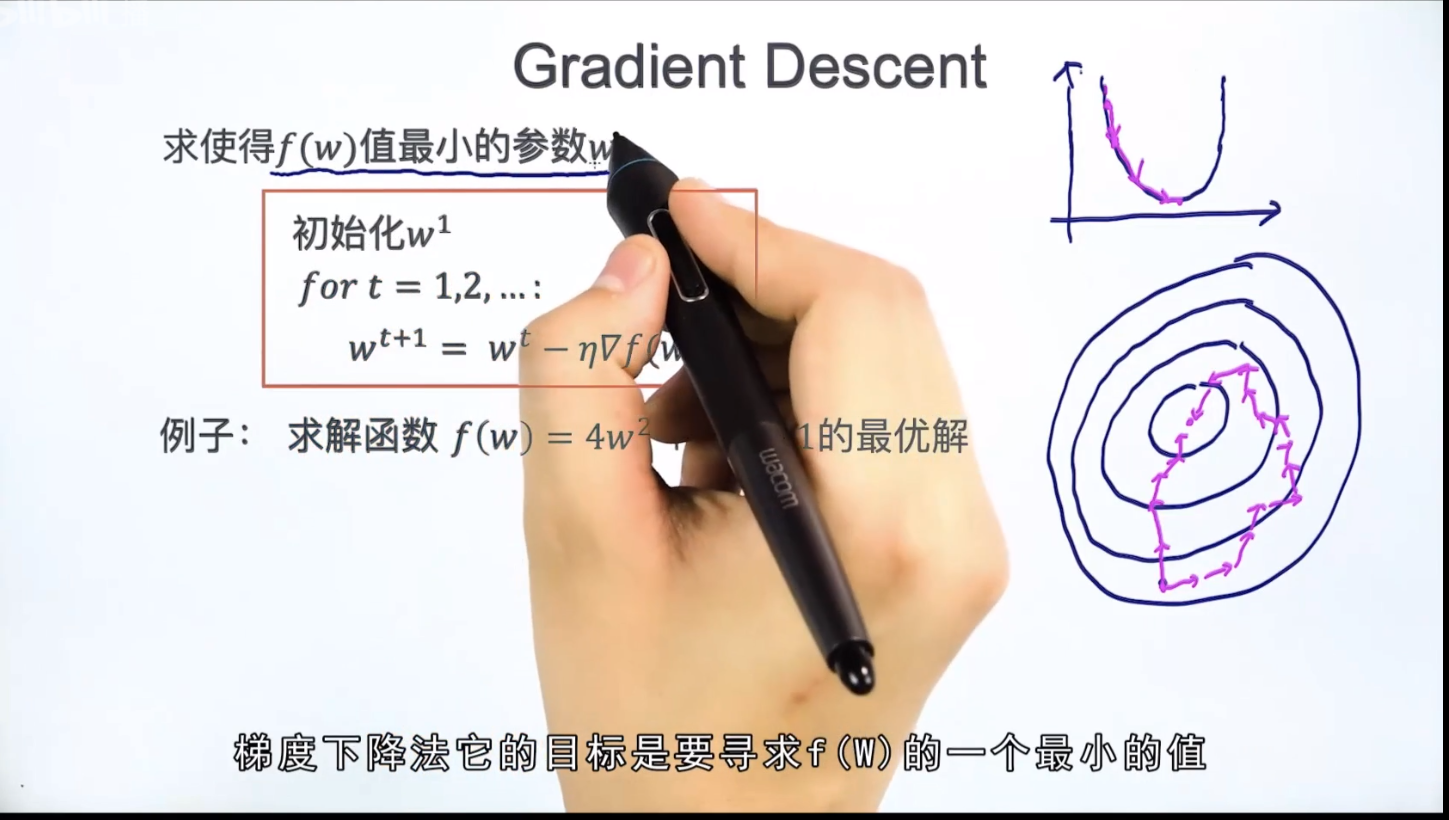 Gradient Descent
求使得f(w)值最小的参数w
初始化w¹
for t = 1,2, … :
wᵗ⁺¹ = wᵗ − η∇f(w
例子： 求解函数 f(w) = 4w² 1的最优解
wacom
梯度下降法它的目标是要寻求f(W)的一个最小的值